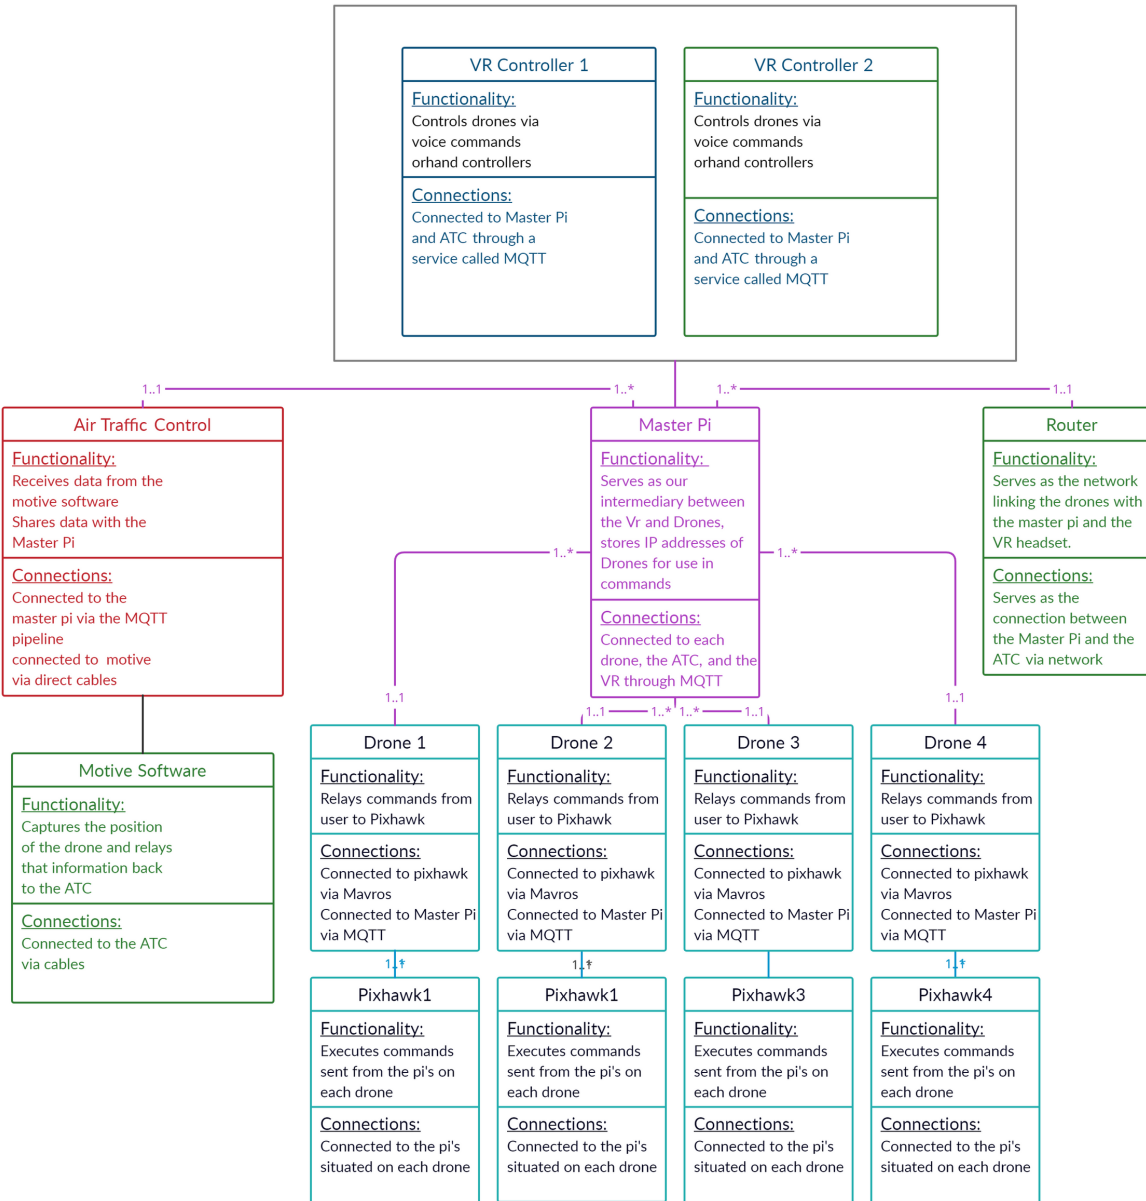 VR Controller 1
Functionality:
Controls drones via
voice commands
orhand controllers
Connections:
Connected to Master Pi
and ATC through a
service called MQTT
VR Controller 2
Functionality:
Controls drones via
voice commands
orhand controllers
Connections:
Connected to Master Pi
and ATC through a
service called MQTT
1..1
1..*
1..*
1..1
Air Traffic Control
Functionality:
Receives data from the
motive software
Shares data with the
Master Pi
Connections:
Connected to the
master pi via the MQTT
pipeline
connected to motive
via direct cables
Master Pi
Functionality:
Serves as our
intermediary between
the Vr and Drones,
stores IP addresses of
Drones for use in
commands
Connections:
Connected to each
drone, the ATC, and the
VR through MQTT
Router
Functionality:
Serves as the network
linking the drones with
the master pi and the
VR headset.
Connections:
Serves as the
connection between
the Master Pi and the
ATC via network
1..*
1..*
1..1
1..1
1..1
1..*
1..*
1..1
Motive Software
Functionality:
Captures the position
of the drone and relays
that information back
to the ATC
Connections:
Connected to the ATC
via cables
Drone 1
Functionality:
Relays commands from
user to Pixhawk
Connections:
Connected to pixhawk
via Mavros
Connected to Master Pi
via MQTT
Drone 2
Functionality:
Relays commands from
user to Pixhawk
Connections:
Connected to pixhawk
via Mavros
Connected to Master Pi
via MQTT
Drone 3
Functionality:
Relays commands from
user to Pixhawk
Connections:
Connected to pixhawk
via Mavros
Connected to Master Pi
via MQTT
Drone 4
Functionality:
Relays commands from
user to Pixhawk
Connections:
Connected to pixhawk
via Mavros
Connected to Master Pi
via MQTT
Pixhawk1
Functionality:
Executes commands
sent from the pi's on
each drone
Connections:
Connected to the pi's
situated on each drone
Pixhawk1
Functionality:
Executes commands
sent from the pi's on
each drone
Connections:
Connected to the pi's
situated on each drone
Pixhawk3
Functionality:
Executes commands
sent from the pi's on
each drone
Connections:
Connected to the pi's
situated on each drone
Pixhawk4
Functionality:
Executes commands
sent from the pi's on
each drone
Connections:
Connected to the pi's
situated on each drone